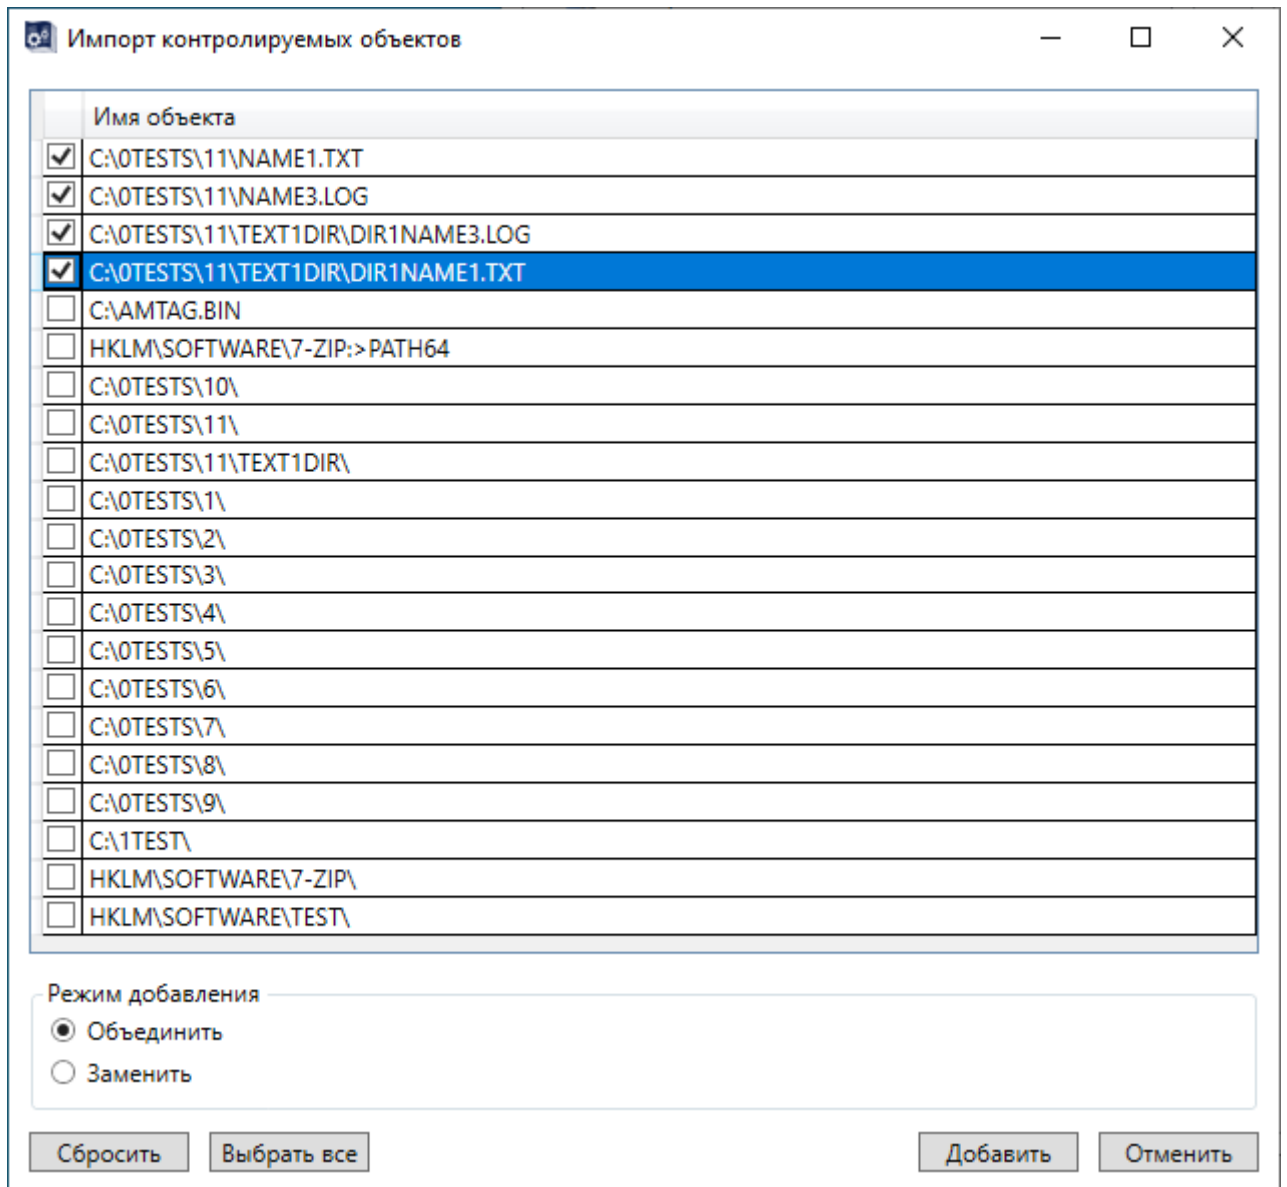 Импорт контролируемых объектов
Имя объекта
C:\0TESTS\11\NAME1.TXT
C:\0TESTS\11\NAME3.LOG
C:\0TESTS\11\TEXT1DIR\DIR1NAME3.LOG
C:\0TESTS\11\TEXT1DIR\DIR1NAME1.TXT
C:\AMTAG.BIN
HKLM\SOFTWARE\7-ZIP:>PATH64
C:\0TESTS\10\
C:\0TESTS\11\
C:\0TESTS\11\TEXT1DIR\
C:\0TESTS\1\
C:\0TESTS\2\
C:\0TESTS\3\
C:\0TESTS\4\
C:\0TESTS\5\
C:\0TESTS\6\
C:\0TESTS\7\
C:\0TESTS\8\
C:\0TESTS\9\
C:\1TEST\
HKLM\SOFTWARE\7-ZIP\
HKLM\SOFTWARE\TEST\
Режим добавления
Объединить
Заменить
Сбросить Выбрать все Добавить Отменить